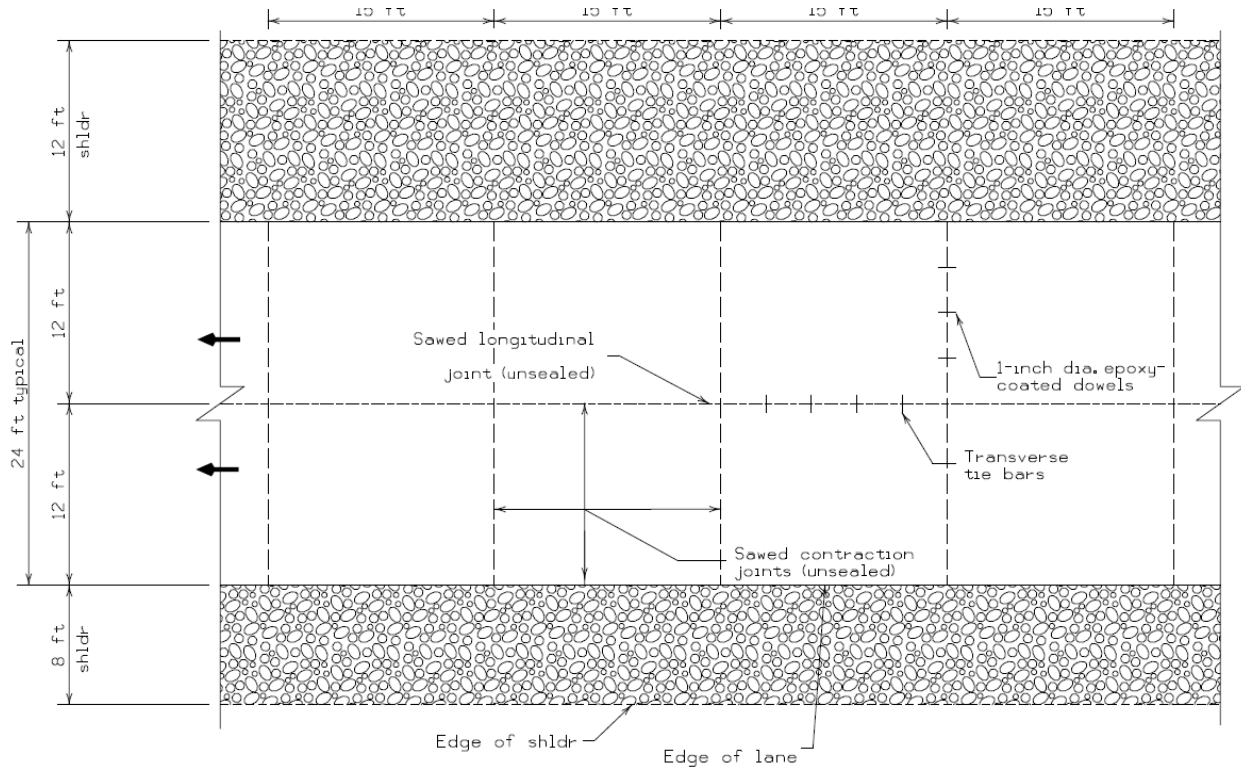 15 ft 15 ft 15 ft 15 ft
12 ft
shldr
12 ft
24 ft typical
12 ft
8 ft
shldr
Sawed longitudinal
joint (unsealed)
1-inch dia. epoxy-
coated dowels
Transverse
tie bars
Sawed contraction
joints (unsealed)
Edge of shldr
Edge of lane